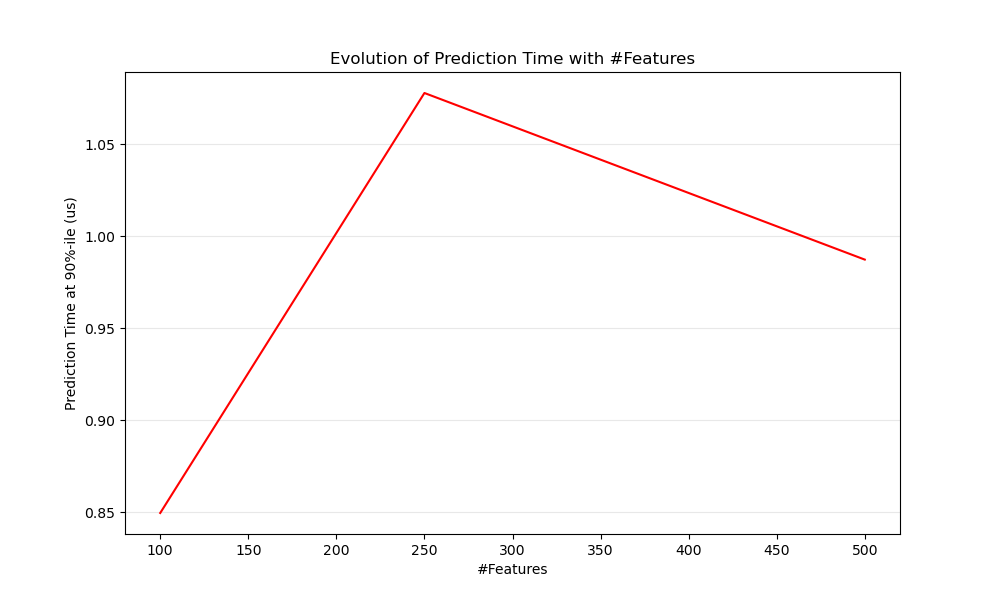 Evolution of Prediction Time with #Features
Prediction Time at 90%-ile (us)
1.05
1.00
0.95
0.90
0.85
100 150 200 250 300 350 400 450 500
#Features